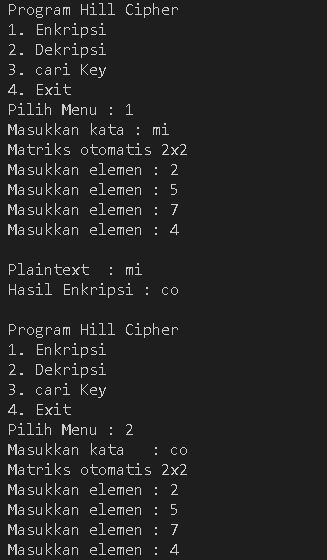 Program Hill Cipher
1. Enkripsi
2. Dekripsi
3. cari Key
4. Exit
Pilih Menu : 1
Masukkan kata : mi
Matriks otomatis 2x2
Masukkan elemen : 2
Masukkan elemen : 5
Masukkan elemen : 7
Masukkan elemen : 4
Plaintext  : mi
Hasil Enkripsi : co
Program Hill Cipher
1. Enkripsi
2. Dekripsi
3. cari Key
4. Exit
Pilih Menu : 2
Masukkan kata   : co
Matriks otomatis 2x2
Masukkan elemen : 2
Masukkan elemen : 5
Masukkan elemen : 7
Masukkan elemen : 4